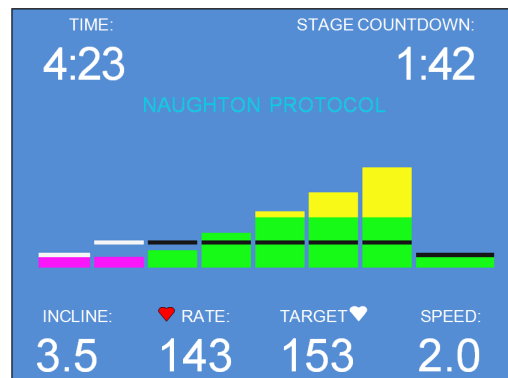 TIME:
STAGE COUNTDOWN:
4:23
1:42
NAUGHTON PROTOCOL
INCLINE:
RATE:
TARGET
SPEED:
3.5
143
153
2.0